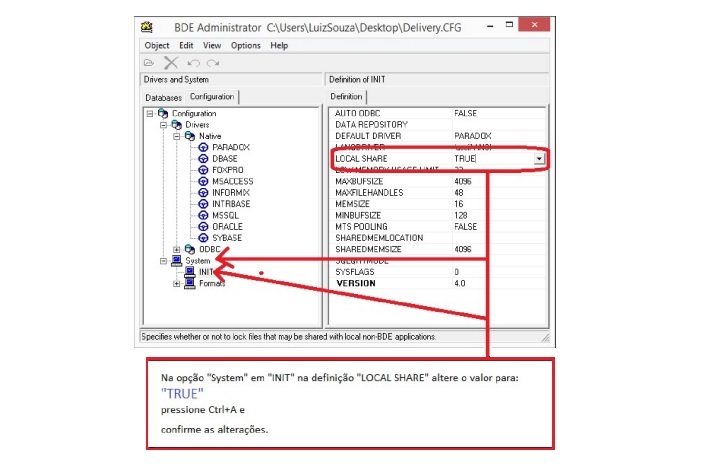 BDE Administrator C:\Users\LuizSouza\Desktop\Delivery.CFG
Object Edit View Options Help
Drivers and System
Definition of INIT
Databases Configuration
Definition
Configuration
Drivers
Native
PARADOX
DBASE
FOXPRO
MSACCESS
INFORMIX
INTRBASE
MSSQL
ORACLE
SYBASE
ODBC
System
INIT
Formats
AUTO ODBC FALSE
DATA REPOSITORY
DEFAULT DRIVER PARADOX
LANGDRIVER
LOCAL SHARE TRUE
LOWMEMORY USAGE LIMIT 32
MAXBUFSIZE 4096
MAXFILEHANDLES 48
MEMSIZE 16
MINBUFSIZE 128
MTS POOLING FALSE
SHAREDMEMLOCATION
SHAREDMEMSIZE 4096
SQLQRYMODE
SYSFLAGS 0
VERSION 4.0
Specifies whether or not to lock files that may be shared with local non-BDE applications.
Na opção "System" em "INIT" na definição "LOCAL SHARE" altere o valor para:
"TRUE"
pressione Ctrl+A e
confirme as alterações.